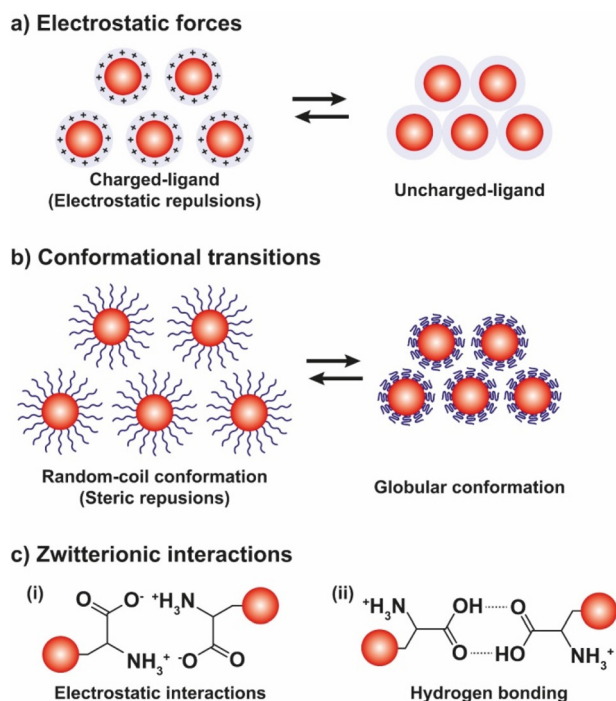 a) Electrostatic forces
Charged-ligand
(Electrostatic repulsions)
Uncharged-ligand
b) Conformational transitions
Random-coil conformation
(Steric repusions)
Globular conformation
c) Zwitterionic interactions
(i)
O
O-
+H3N
NH3+
-O
O
Electrostatic interactions
(ii)
+H3N
OH
O
O
HO
NH3+
Hydrogen bonding